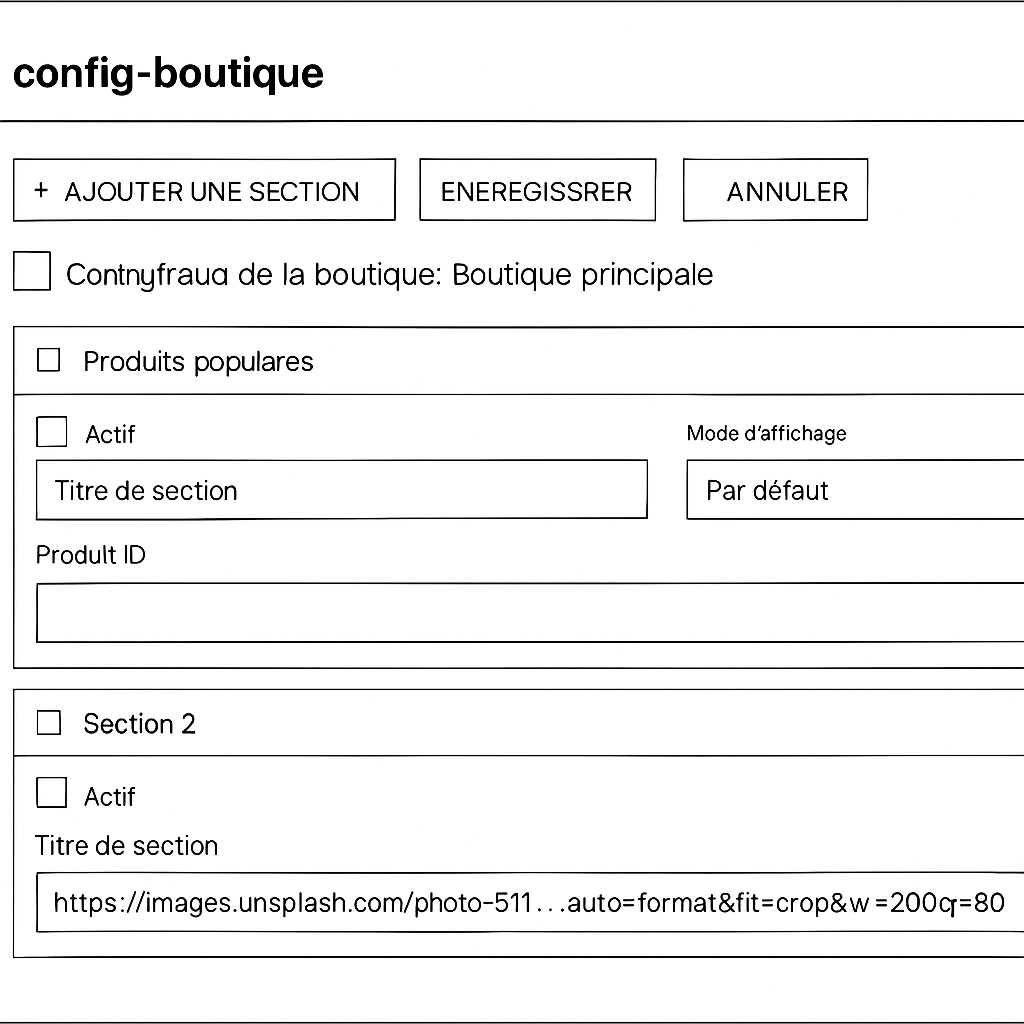 config-boutique
+ AJOUTER UNE SECTION
ENEREGISSRER
ANNULER
Contnyfraua de la boutique: Boutique principale
Produits populares
Actif
Mode d'affichage
Titre de section
Par défaut
Prodult ID
Section 2
Actif
Titre de section
https://images.unsplash.com/photo-511...auto=format&fit=crop&w=200q=80